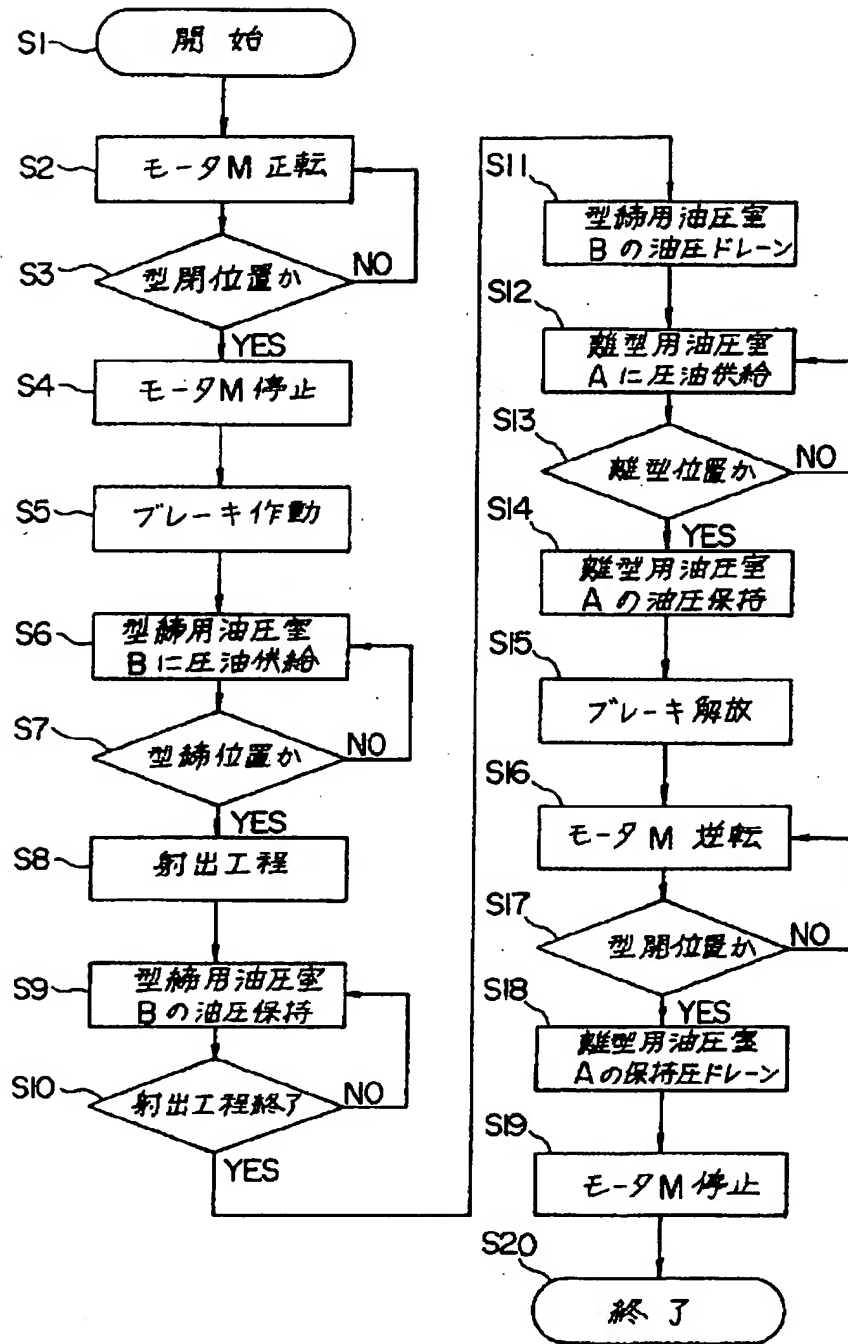 S1
開始
S2
モータM 正転
S3
型閉位置か
NO
YES
S4
モータM 停止
S5
ブレーキ作動
S6
型締用油圧室
Bに圧油供給
S7
型締位置か
NO
YES
S8
射出工程
S9
型締用油圧室
Bの油圧保持
S10
射出工程終了
NO
YES
S11
型締用油圧室
Bの油圧ドレーン
S12
離型用油圧室
Aに圧油供給
S13
離型位置か
NO
YES
S14
離型用油圧室
Aの油圧保持
S15
ブレーキ解放
S16
モータM 逆転
S17
型開位置か
NO
YES
S18
離型用油圧室
Aの保持圧ドレーン
S19
モータM 停止
S20
終了